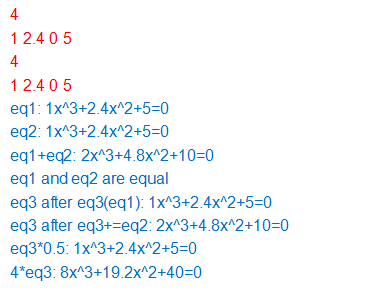 4
1 2.4 0 5
4
1 2.4 0 5
eq1: 1x^3+2.4x^2+5=0
eq2: 1x^3+2.4x^2+5=0
eq1+eq2: 2x^3+4.8x^2+10=0
eq1 and eq2 are equal
eq3 after eq3(eq1): 1x^3+2.4x^2+5=0
eq3 after eq3+=eq2: 2x^3+4.8x^2+10=0
eq3*0.5: 1x^3+2.4x^2+5=0
4*eq3: 8x^3+19.2x^2+40=0